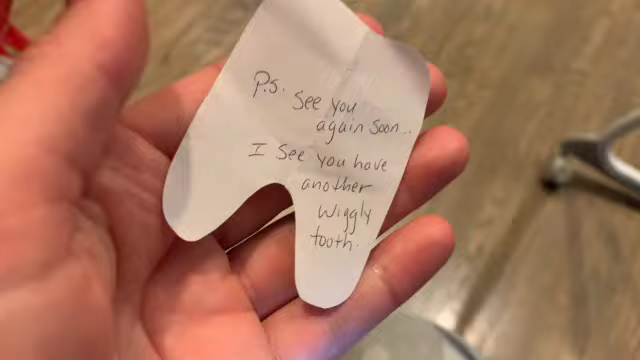 P.S. See you
again soon..
I see you have
another
wiggly
tooth.